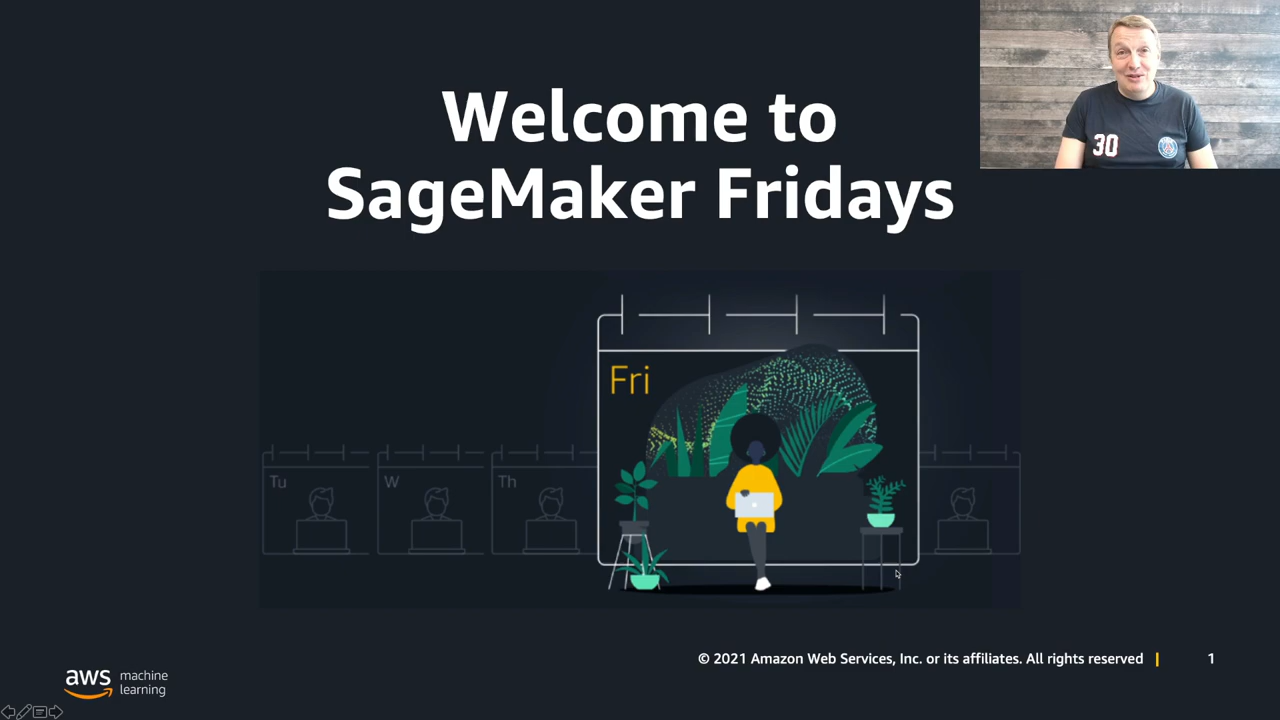 Welcome to
SageMaker Fridays
30
Fri
Tu
W
Th
© 2021 Amazon Web Services, Inc. or its affiliates. All rights reserved
1
aws machine
learning